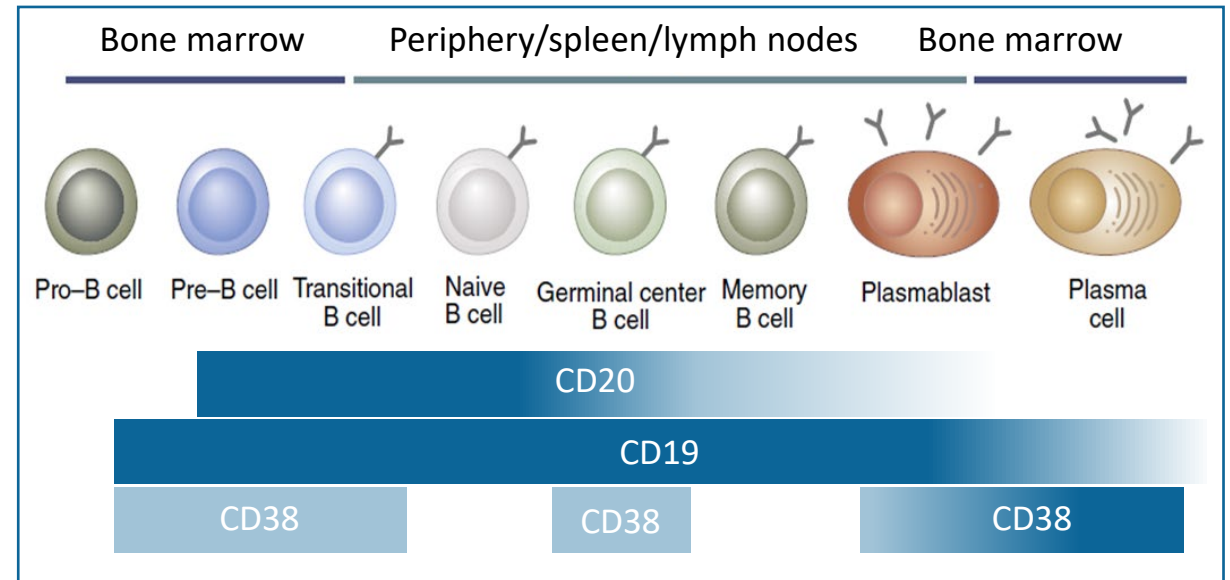 Bone marrow
Periphery/spleen/lymph nodes
Bone marrow
Pro–B cell
Pre–B cell
Transitional
B cell
Naive
B cell
Germinal center
B cell
Memory
B cell
Plasmablast
Plasma
cell
CD20
CD19
CD38
CD38
CD38